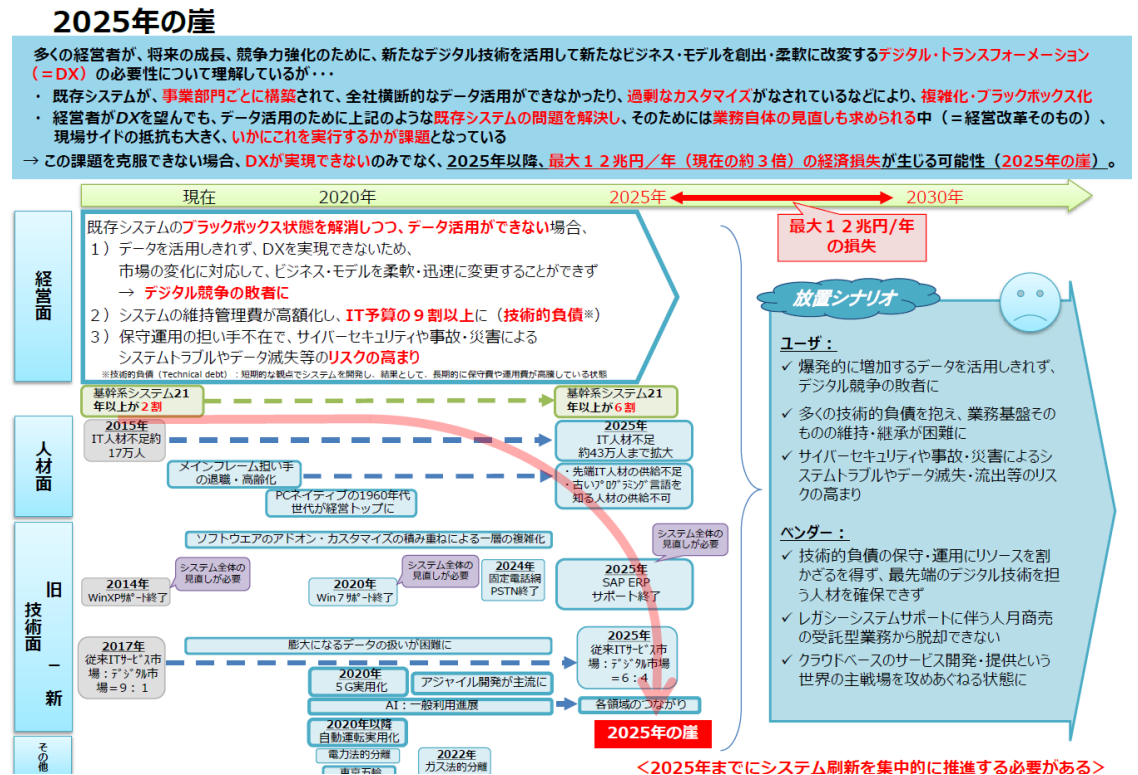 2025年の崖
多くの経営者が、将来の成長、競争力強化のために、新たなデジタル技術を活用して新たなビジネス・モデルを創出・柔軟に改変するデジタル・トランスフォーメーション
（＝DX）の必要性について理解しているが・・・
・ 既存システムが、事業部門ごとに構築されて、全社横断的なデータ活用ができなかったり、過剰なカスタマイズがなされているなどにより、複雑化・ブラックボックス化
・ 経営者がDXを望んでも、データ活用のために上記のような既存システムの問題を解決し、そのためには業務自体の見直しも求められる中（＝経営改革そのもの）、
現場サイドの抵抗も大きく、いかにこれを実行するかが課題となっている
→ この課題を克服できない場合、DXが実現できないのみでなく、2025年以降、最大１２兆円／年（現在の約３倍）の経済損失が生じる可能性（2025年の崖）。
現在
2020年
2025年
2030年
最大１２兆円/年
の損失
経営面
既存システムのブラックボックス状態を解消しつつ、データ活用ができない場合、
１）データを活用しきれず、DXを実現できないため、
市場の変化に対応して、ビジネス・モデルを柔軟・迅速に変更することができず
→ デジタル競争の敗者に
２）システムの維持管理費が高額化し、IT予算の９割以上に（技術的負債※）
３）保守運用の担い手不在で、サイバーセキュリティや事故・災害による
システムトラブルやデータ滅失等のリスクの高まり
※技術的負債（Technical debt）：短期的な観点でシステムを開発し、結果として、長期的に保守費や運用費が高騰している状態
基幹系システム21
年以上が２割
基幹系システム21
年以上が６割
人材面
2015年
IT人材不足約
17万人
2025年
IT人材不足
約43万人まで拡大
メインフレーム担い手
の退職・高齢化
・先端IT人材の供給不足
・古いプログラミング言語を
知る人材の供給不可
PCネイティブの1960年代
世代が経営トップに
技術面
旧
－
新
ソフトウエアのアドオン・カスタマイズの積み重ねによる一層の複雑化
システム全体の
見直しが必要
システム全体の
見直しが必要
システム全体の
見直しが必要
2014年
WinXPｻﾎﾟｰﾄ終了
2020年
Win７ｻﾎﾟｰﾄ終了
2024年
固定電話網
PSTN終了
2025年
SAP ERP
サポート終了
2017年
従来ITｻｰﾋﾞｽ市
場：ﾃﾞｼﾞﾀﾙ市
場＝9：1
膨大になるデータの扱いが困難に
2025年
従来ITｻｰﾋﾞｽ市
場：ﾃﾞｼﾞﾀﾙ市場
＝6：4
2020年
５G実用化
アジャイル開発が主流に
AI：一般利用進展
各領域のつながり
2020年以降
自動運転実用化
2025年の崖
その他
電力法的分離
東京五輪
2022年
ガス法的分離
放置シナリオ
ユーザ：
✓ 爆発的に増加するデータを活用しきれず、
デジタル競争の敗者に
✓ 多くの技術的負債を抱え、業務基盤その
ものの維持・継承が困難に
✓ サイバーセキュリティや事故・災害によるシ
ステムトラブルやデータ滅失・流出等のリス
クの高まり
ベンダー：
✓ 技術的負債の保守・運用にリソースを割
かざるを得ず、最先端のデジタル技術を担
う人材を確保できず
✓ レガシーシステムサポートに伴う人月商売
の受託型業務から脱却できない
✓ クラウドベースのサービス開発・提供という
世界の主戦場を攻めあぐねる状態に
＜2025年までにシステム刷新を集中的に推進する必要がある＞